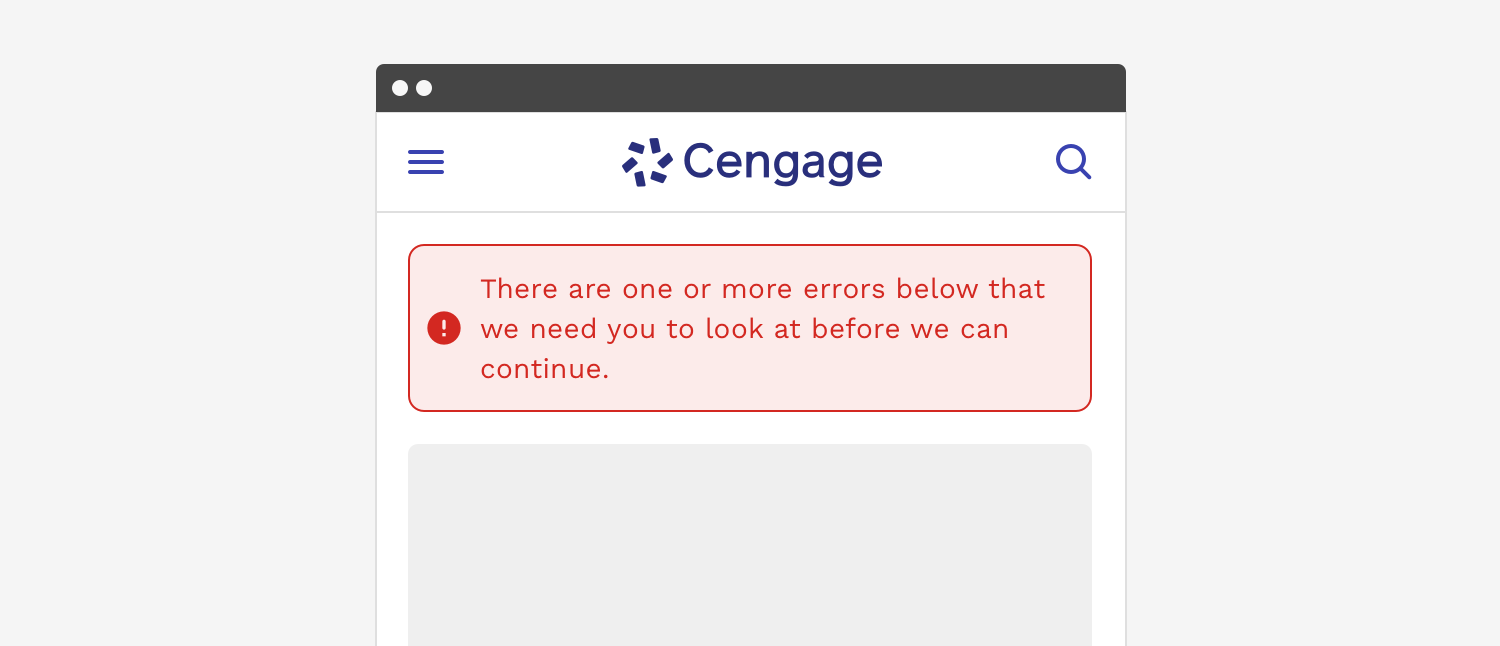 Cengage
There are one or more errors below that
we need you to look at before we can
continue.